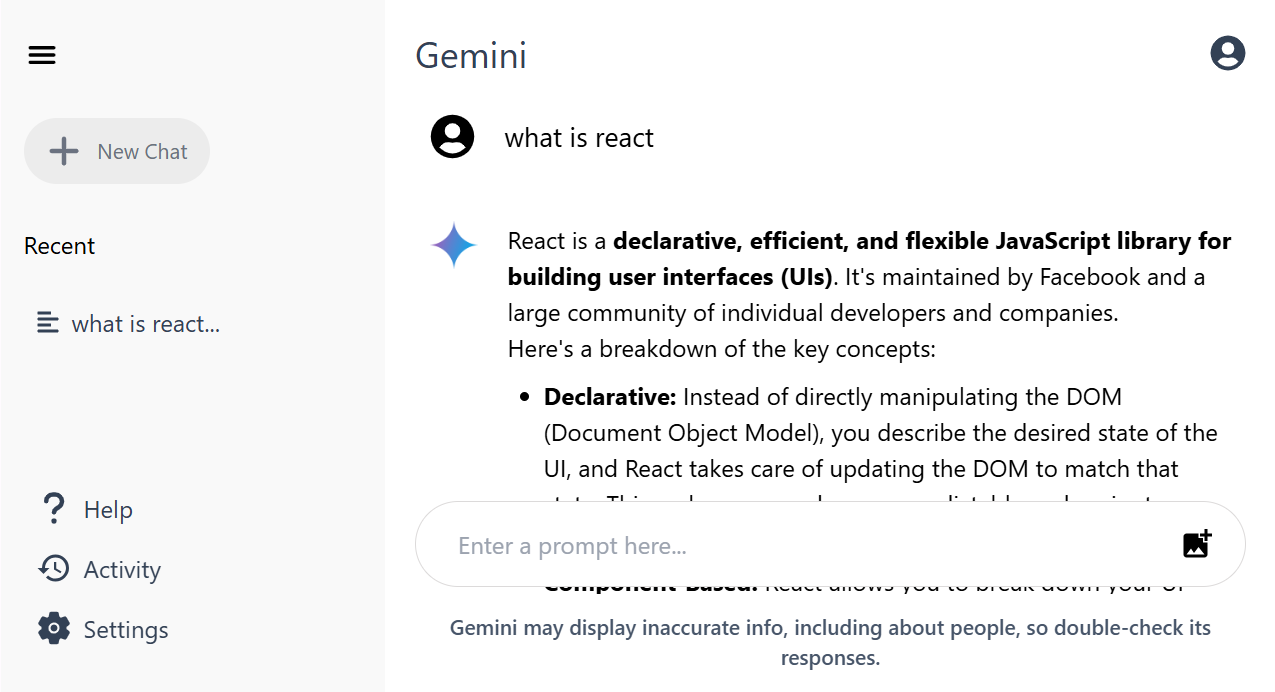 Gemini
New Chat
Recent
what is react...
Help
Activity
Settings
what is react
React is a declarative, efficient, and flexible JavaScript library for
building user interfaces (UIs). It's maintained by Facebook and a
large community of individual developers and companies.
Here's a breakdown of the key concepts:
• Declarative: Instead of directly manipulating the DOM
(Document Object Model), you describe the desired state of the
UI, and React takes care of updating the DOM to match that
Enter a prompt here...
Component-Based: React allows you to break down your UI
Gemini may display inaccurate info, including about people, so double-check its
responses.